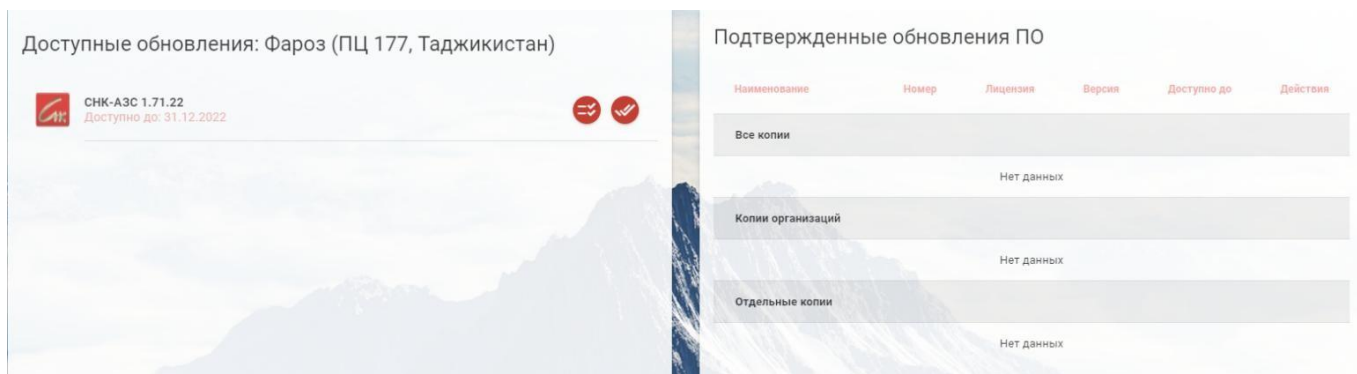 Доступные обновления: Фароз (ПЦ 177, Таджикистан)
СНК-АЗС 1.71.22
Доступно до: 31.12.2022
Подтвержденные обновления ПО
Наименование Номер Лицензия Версия Доступно до Действия
Все копии
Нет данных
Копии организаций
Нет данных
Отдельные копии
Нет данных